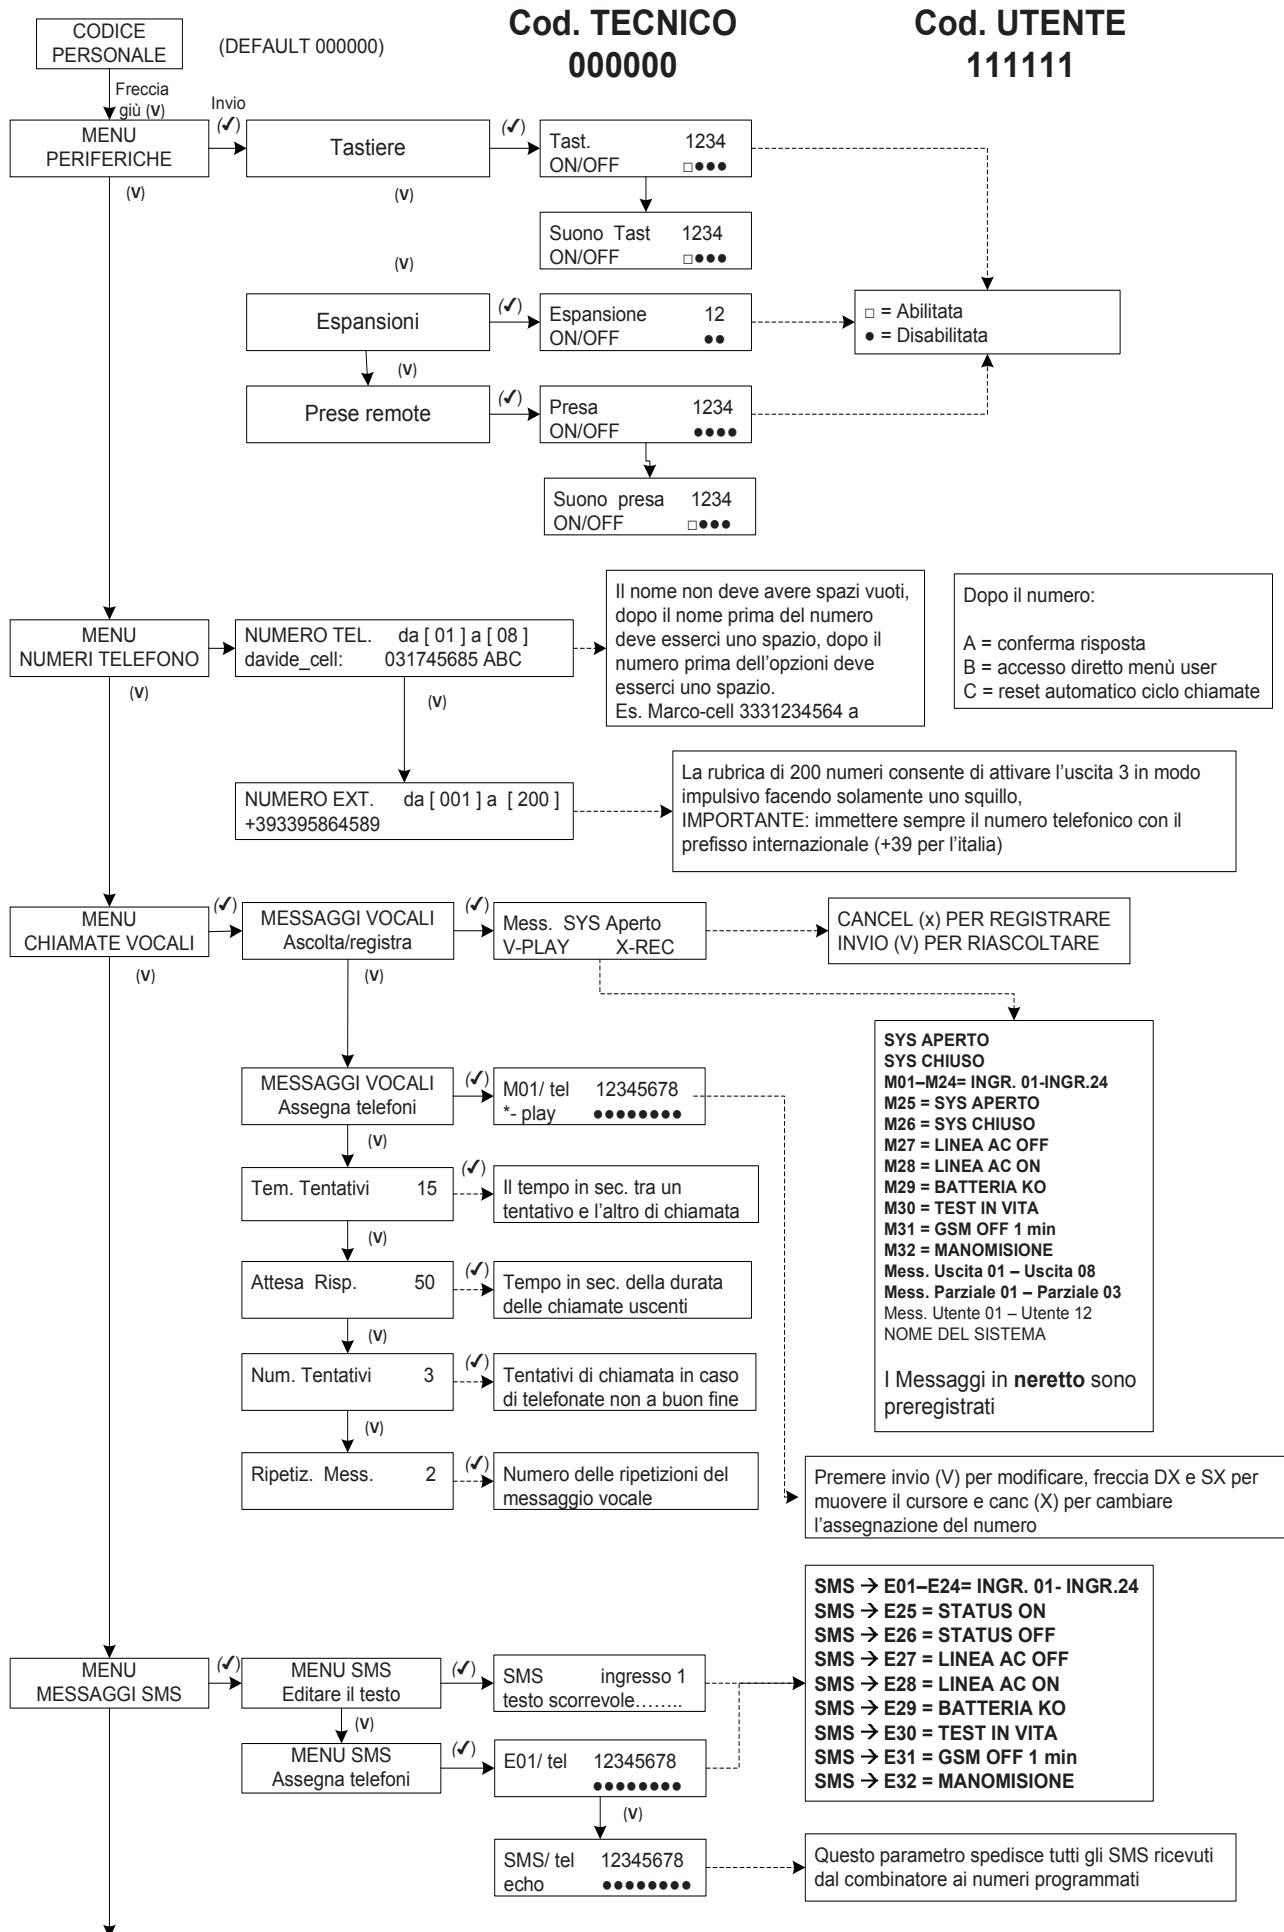 CODICE
PERSONALE
(DEFAULT 000000)
Cod. TECNICO
000000
Cod. UTENTE
111111
Freccia
giù (V)
Invio
(✓)
MENU
PERIFERICHE
(V)
Tastiere
(V)
(✓)
Tast. 1234
ON/OFF □●●●
Suono Tast 1234
ON/OFF □●●●
(V)
Espansioni
(✓)
Espansione 12
ON/OFF ●●
□ = Abilitata
● = Disabilitata
(V)
Prese remote
(✓)
Presa 1234
ON/OFF ●●●●
Suono presa 1234
ON/OFF □●●●
MENU
NUMERI TELEFONO
(V)
NUMERO TEL. da [ 01 ] a [ 08 ]
davide_cell: 031745685 ABC
(V)
Il nome non deve avere spazi vuoti,
dopo il nome prima del numero
deve esserci uno spazio, dopo il
numero prima dell'opzioni deve
esserci uno spazio.
Es. Marco-cell 3331234564 a
Dopo il numero:
A = conferma risposta
B = accesso diretto menù user
C = reset automatico ciclo chiamate
NUMERO EXT. da [ 001 ] a [ 200 ]
+393395864589
La rubrica di 200 numeri consente di attivare l'uscita 3 in modo
impulsivo facendo solamente uno squillo,
IMPORTANTE: immettere sempre il numero telefonico con il
prefisso internazionale (+39 per l'italia)
MENU
CHIAMATE VOCALI
(V)
(✓)
MESSAGGI VOCALI
Ascolta/registra
(V)
(✓)
Mess. SYS Aperto
V-PLAY X-REC
CANCEL (x) PER REGISTRARE
INVIO (V) PER RIASCOLTARE
SYS APERTO
SYS CHIUSO
M01–M24= INGR. 01-INGR.24
M25 = SYS APERTO
M26 = SYS CHIUSO
M27 = LINEA AC OFF
M28 = LINEA AC ON
M29 = BATTERIA KO
M30 = TEST IN VITA
M31 = GSM OFF 1 min
M32 = MANOMISIONE
Mess. Uscita 01 – Uscita 08
Mess. Parziale 01 – Parziale 03
Mess. Utente 01 – Utente 12
NOME DEL SISTEMA
I Messaggi in neretto sono
preregistrati
MESSAGGI VOCALI
Assegna telefoni
(V)
(✓)
M01/ tel 12345678
*- play ●●●●●●●●
Tem. Tentativi 15
(V)
(✓)
Il tempo in sec. tra un
tentativo e l'altro di chiamata
Attesa Risp. 50
(V)
(✓)
Tempo in sec. della durata
delle chiamate uscenti
Num. Tentativi 3
(V)
(✓)
Tentativi di chiamata in caso
di telefonate non a buon fine
Ripetiz. Mess. 2
(✓)
Numero delle ripetizioni del
messaggio vocale
Premere invio (V) per modificare, freccia DX e SX per
muovere il cursore e canc (X) per cambiare
l'assegnazione del numero
MENU
MESSAGGI SMS
(✓)
MENU SMS
Editare il testo
(V)
(✓)
SMS ingresso 1
testo scorrevole……..
SMS → E01–E24= INGR. 01- INGR.24
SMS → E25 = STATUS ON
SMS → E26 = STATUS OFF
SMS → E27 = LINEA AC OFF
SMS → E28 = LINEA AC ON
SMS → E29 = BATTERIA KO
SMS → E30 = TEST IN VITA
SMS → E31 = GSM OFF 1 min
SMS → E32 = MANOMISIONE
MENU SMS
Assegna telefoni
(✓)
E01/ tel 12345678
●●●●●●●●
(V)
SMS/ tel 12345678
echo ●●●●●●●●
Questo parametro spedisce tutti gli SMS ricevuti
dal combinatore ai numeri programmati